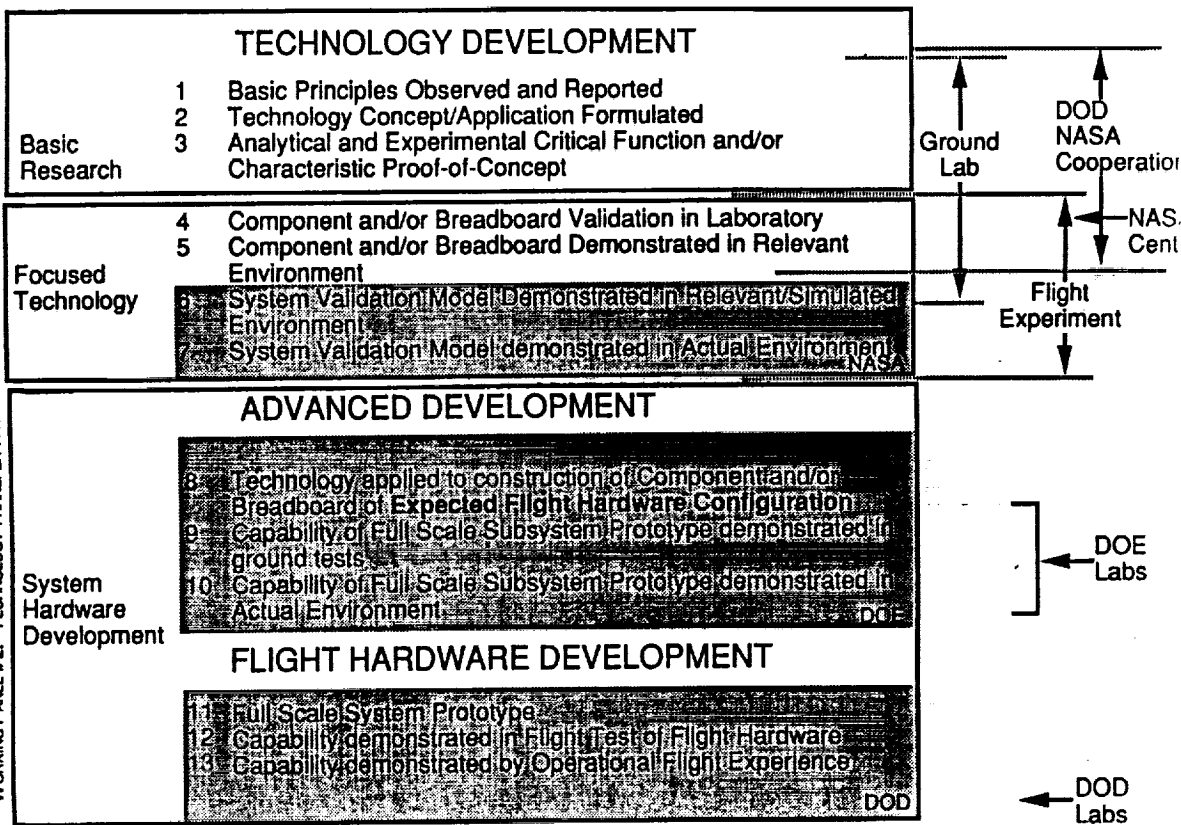 TECHNOLOGY DEVELOPMENT
1 Basic Principles Observed and Reported
2 Technology Concept/Application Formulated
3 Analytical and Experimental Critical Function and/or
Characteristic Proof-of-Concept
Basic
Research
4 Component and/or Breadboard Validation in Laboratory
5 Component and/or Breadboard Demonstrated in Relevant
Environment
Focused
Technology
6 System Validation Model Demonstrated in Relevant/Simulated
Environment
7 System Validation Model demonstrated in Actual Environment
NASA
ADVANCED DEVELOPMENT
8 Technology applied to construction of Component and/or
Breadboard of Expected Flight Hardware Configuration
9 Capability of Full Scale Subsystem Prototype demonstrated in
ground tests
10 Capability of Full Scale Subsystem Prototype demonstrated in
Actual Environment
DOE
System
Hardware
Development
FLIGHT HARDWARE DEVELOPMENT
11 Full Scale System Prototype
12 Capability demonstrated in Flight Test of Flight Hardware
13 Capability demonstrated by Operational Flight Experience
DOD
Ground
Lab
DOD
NASA
Cooperation
NAS
Cent
Flight
Experiment
DOE
Labs
DOD
Labs